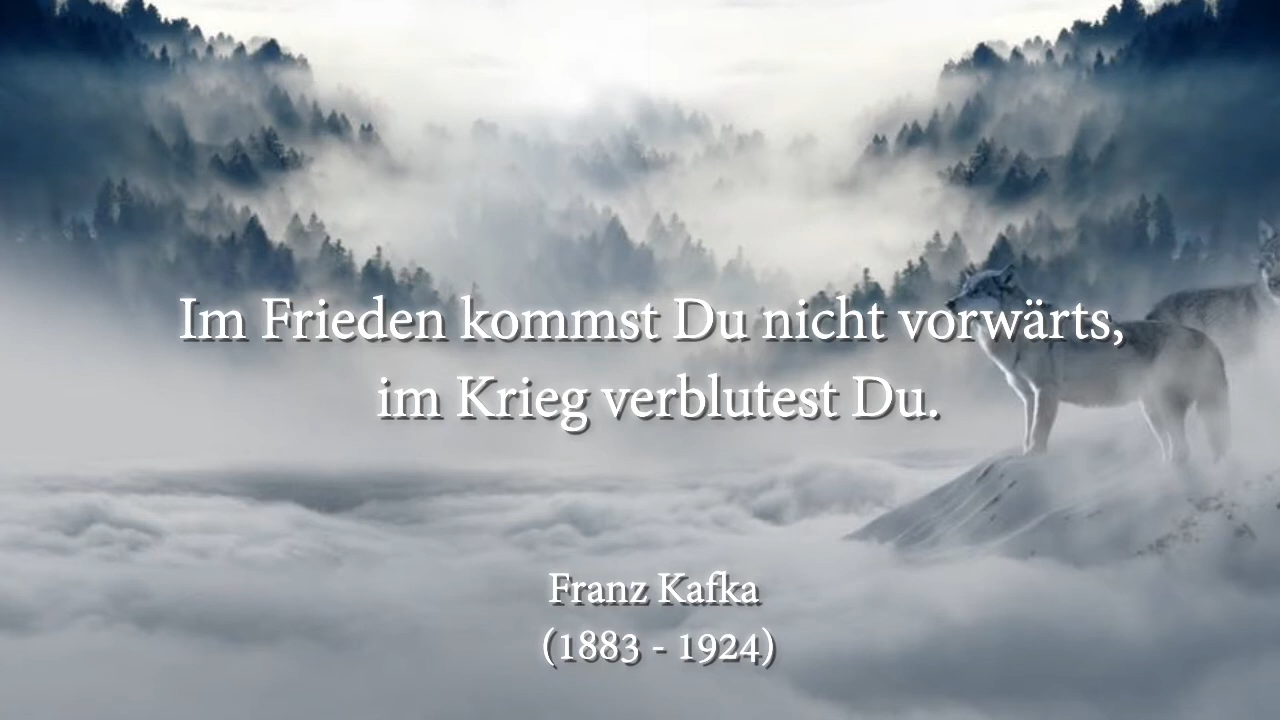 Im Frieden kommst Du nicht vorwärts,
im Krieg verblutest Du.
Franz Kafka
(1883 - 1924)